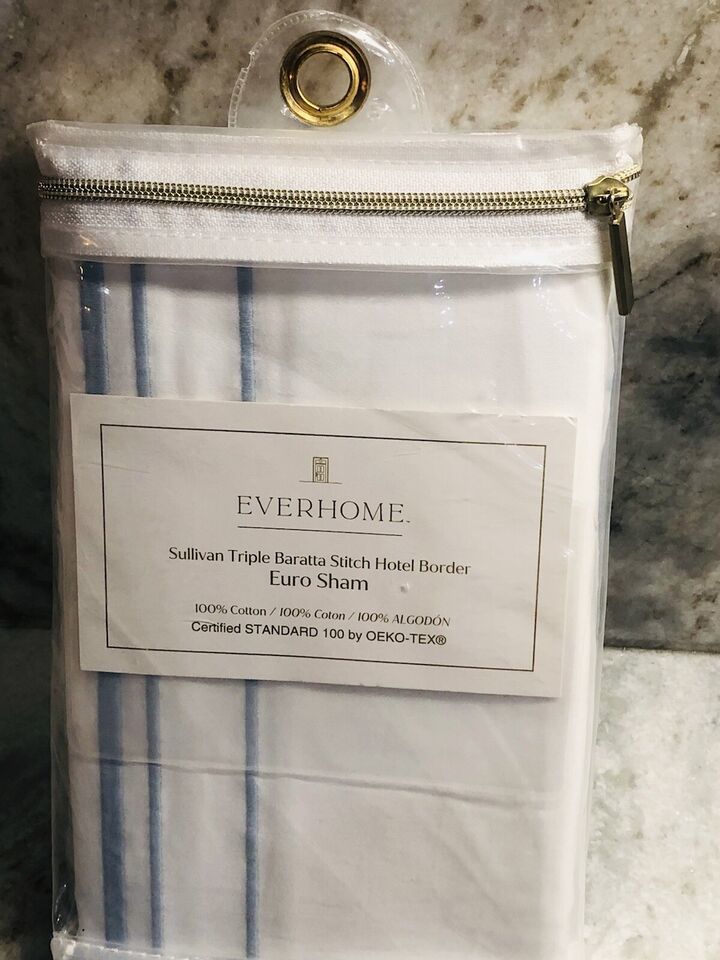 EVERHOME™
Sullivan Triple Baratta Stitch Hotel Border
Euro Sham
100% Cotton / 100% Coton / 100% ALGODÓN
Certified STANDARD 100 by OEKO-TEX®